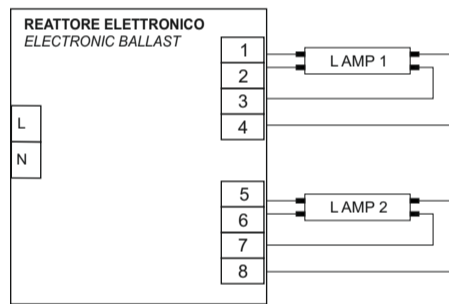 REATTORE ELETTRONICO
ELECTRONIC BALLAST
1
2
3
4
LAMP 1
L
N
5
6
7
8
LAMP 2